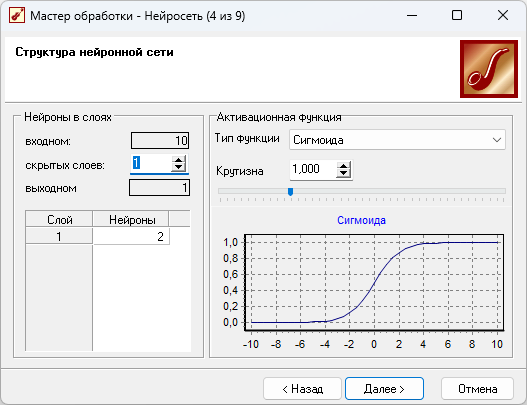 Мастер обработки - Нейросеть (4 из 9)
Структура нейронной сети
Нейроны в слоях
входном: 10
скрытых слоев: 1
выходном 1
Слой Нейроны
1 2
Активационная функция
Тип функции Сигмоида
Крутизна 1,000
Сигмоида
1,0
0,8
0,6
0,4
0,2
0,0
-10 -8 -6 -4 -2 0 2 4 6 8 10
< Назад Далее > Отмена